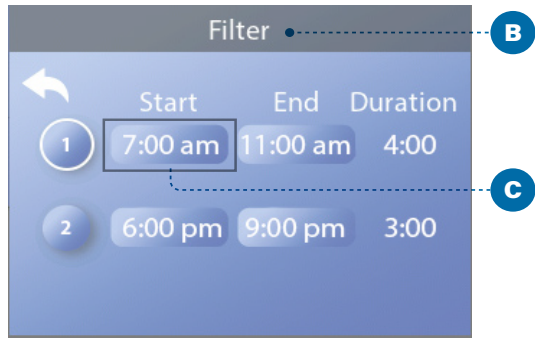 Filter
B
Start End Duration
1 7:00 am 11:00 am 4:00
C
2 6:00 pm 9:00 pm 3:00